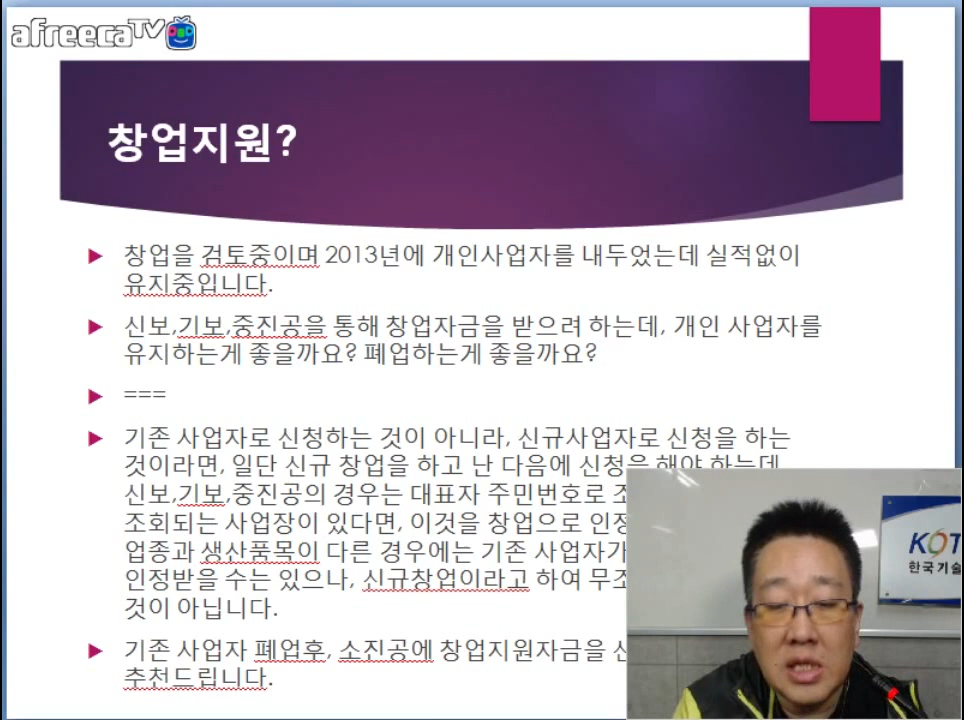 afreecaTV
창업지원?
창업을 검토중이며 2013년에 개인사업자를 내두었는데 실적없이
유지중입니다.
신보,기보,중진공을 통해 창업자금을 받으려 하는데, 개인 사업자를
유지하는게 좋을까요? 폐업하는게 좋을까요?
===
기존 사업자로 신청하는 것이 아니라, 신규사업자로 신청을 하는
것이라면, 일단 신규 창업을 하고 난 다음에 신청을 해야 하는데
신보,기보,중진공의 경우는 대표자 주민번호로
조회되는 사업장이 있다면, 이것을 창업으로
업종과 생산품목이 다른 경우에는 기존 사업자가
인정받을 수는 있으나, 신규창업이라고 하여
것이 아닙니다.
기존 사업자 폐업후, 소진공에 창업지원자금을
추천드립니다.
KOT
한국기술